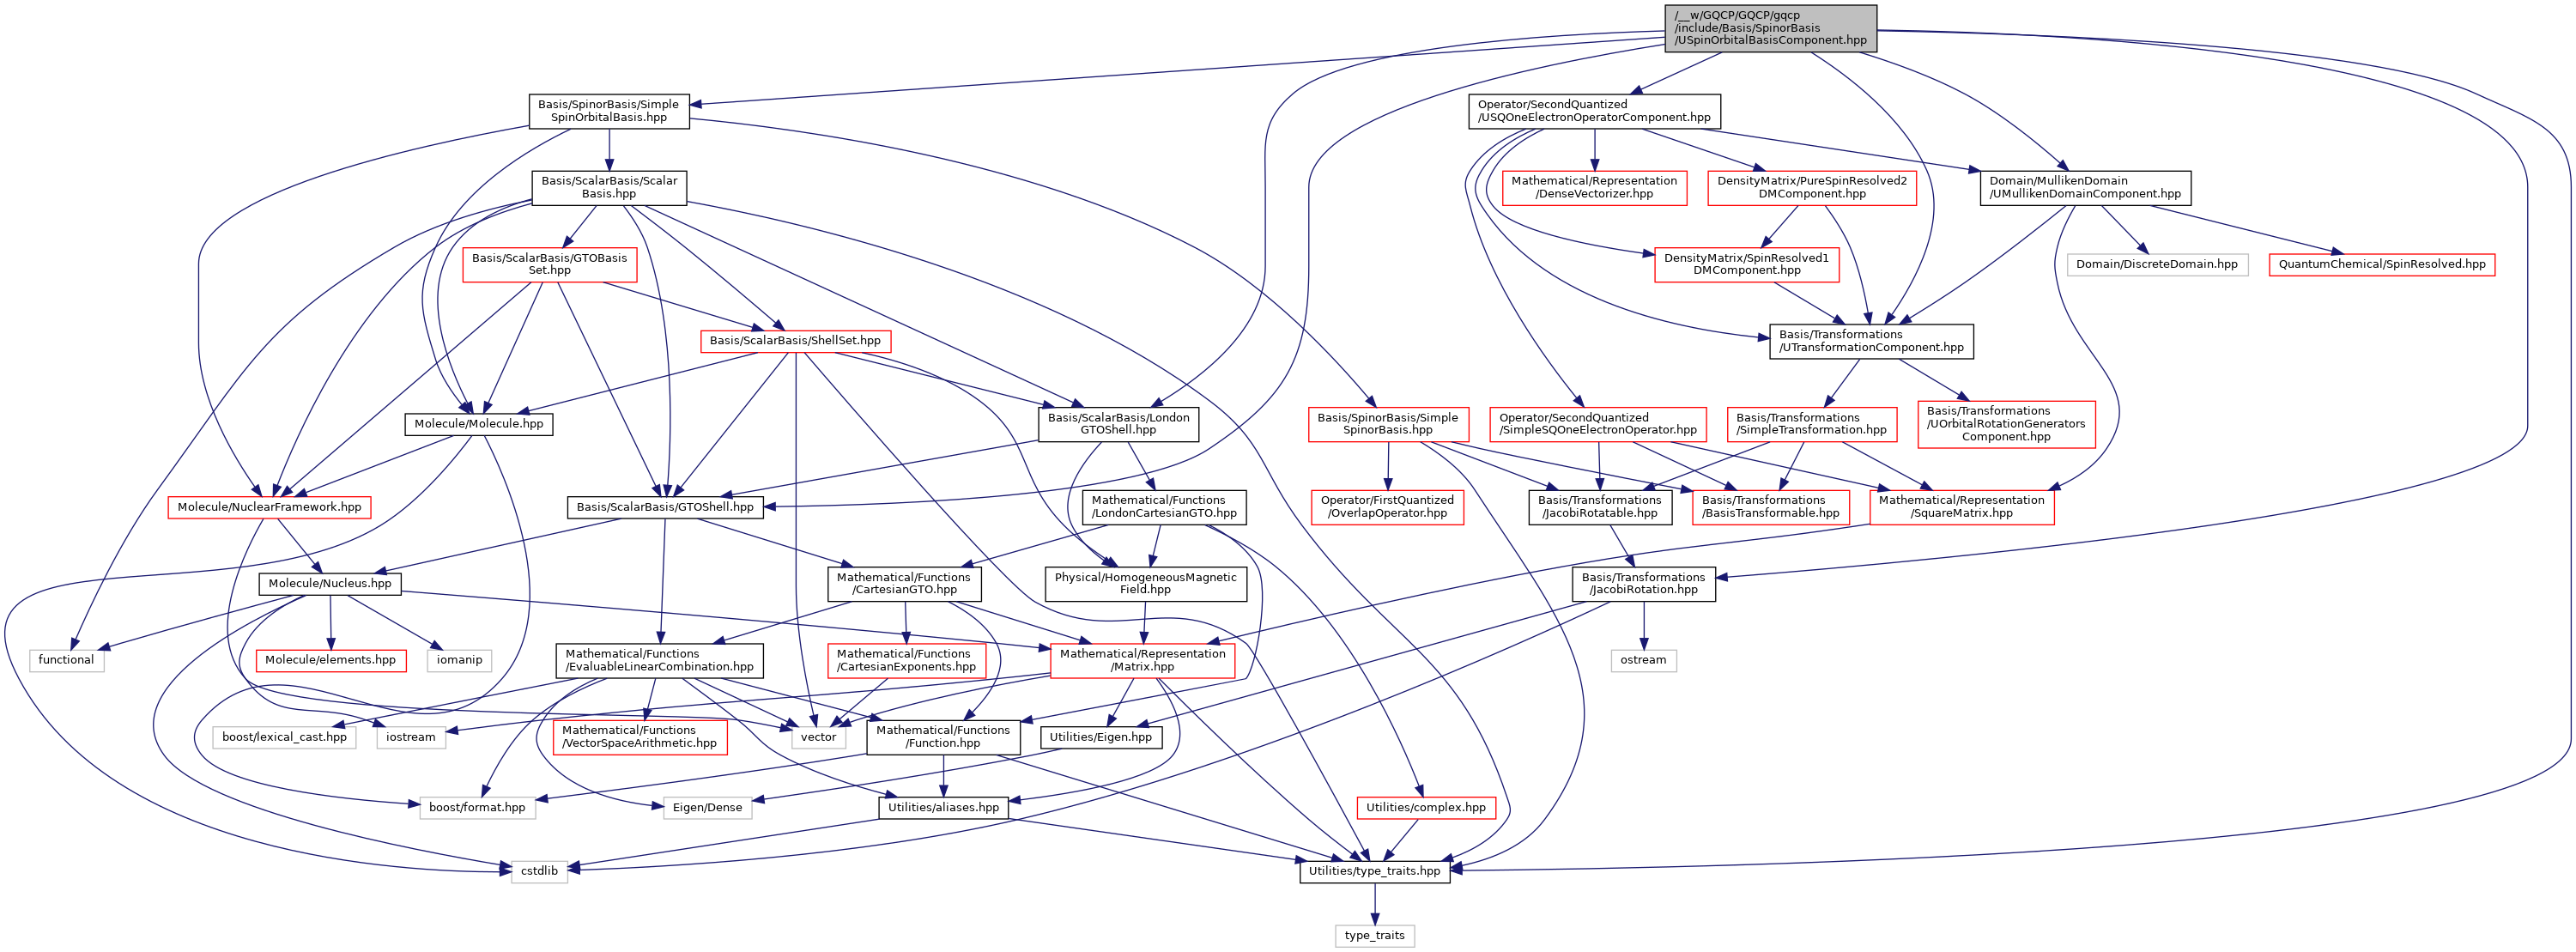 /__w/GQCP/GQCP/gqcp
/include/Basis/SpinorBasis
/USpinOrbitalBasisComponent.hpp
Basis/SpinorBasis/Simple
SpinOrbitalBasis.hpp
Operator/SecondQuantized
/USQOneElectronOperatorComponent.hpp
Basis/ScalarBasis/Scalar
Basis.hpp
Mathematical/Representation
/DenseVectorizer.hpp
DensityMatrix/PureSpinResolved2
DMComponent.hpp
Domain/MullikenDomain
/UMullikenDomainComponent.hpp
Basis/ScalarBasis/GTOBasis
Set.hpp
DensityMatrix/SpinResolved1
DMComponent.hpp
Domain/DiscreteDomain.hpp
QuantumChemical/SpinResolved.hpp
Basis/ScalarBasis/ShellSet.hpp
Basis/Transformations
/UTransformationComponent.hpp
Molecule/Molecule.hpp
Basis/ScalarBasis/London
GTOShell.hpp
Basis/SpinorBasis/Simple
SpinorBasis.hpp
Operator/SecondQuantized
/SimpleSQOneElectronOperator.hpp
Basis/Transformations
/SimpleTransformation.hpp
Basis/Transformations
/UOrbitalRotationGenerators
Component.hpp
Molecule/NuclearFramework.hpp
Basis/ScalarBasis/GTOShell.hpp
Mathematical/Functions
/LondonCartesianGTO.hpp
Operator/FirstQuantized
/OverlapOperator.hpp
Basis/Transformations
/JacobiRotatable.hpp
Basis/Transformations
/BasisTransformable.hpp
Mathematical/Representation
/SquareMatrix.hpp
Molecule/Nucleus.hpp
Mathematical/Functions
/CartesianGTO.hpp
Physical/HomogeneousMagnetic
Field.hpp
Basis/Transformations
/JacobiRotation.hpp
functional
Molecule/elements.hpp
iomanip
Mathematical/Functions
/EvaluableLinearCombination.hpp
Mathematical/Functions
/CartesianExponents.hpp
Mathematical/Representation
/Matrix.hpp
ostream
boost/lexical_cast.hpp
iostream
Mathematical/Functions
/VectorSpaceArithmetic.hpp
vector
Mathematical/Functions
/Function.hpp
Utilities/Eigen.hpp
boost/format.hpp
Eigen/Dense
Utilities/aliases.hpp
Utilities/complex.hpp
cstdlib
Utilities/type_traits.hpp
type_traits